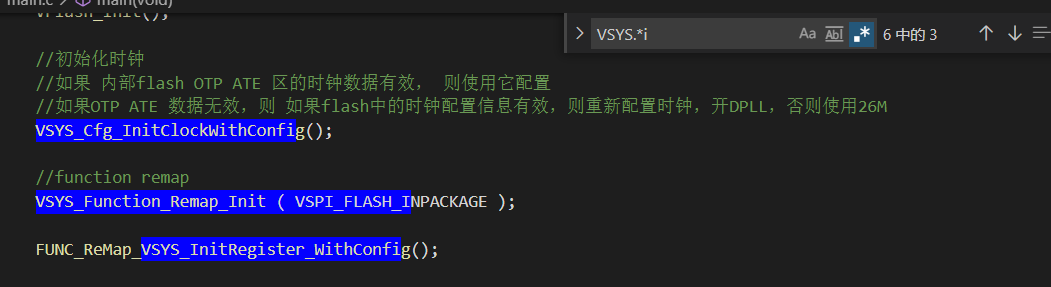 main.c > main(void)
VFlash_Init();
VSYS.*i
Aa
Abl
.*
6 中的 3
//初始化时钟
//如果 内部flash OTP ATE 区的时钟数据有效， 则使用它配置
//如果OTP ATE 数据无效，则 如果flash中的时钟配置信息有效，则重新配置时钟，开DPLL，否则使用26M
VSYS_Cfg_InitClockWithConfig();
//function remap
VSYS_Function_Remap_Init ( VSPI_FLASH_INPACKAGE );
FUNC_ReMap_VSYS_InitRegister_WithConfig();